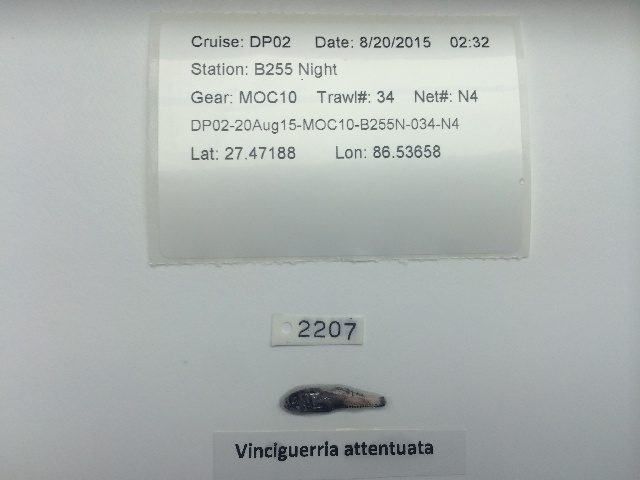 Cruise: DP02 Date: 8/20/2015 02:32
Station: B255 Night
Gear: MOC10 Trawl#: 34 Net#: N4
DP02-20Aug15-MOC10-B255N-034-N4
Lat: 27.47188 Lon: 86.53658
2207
Vinciguerria attentuata